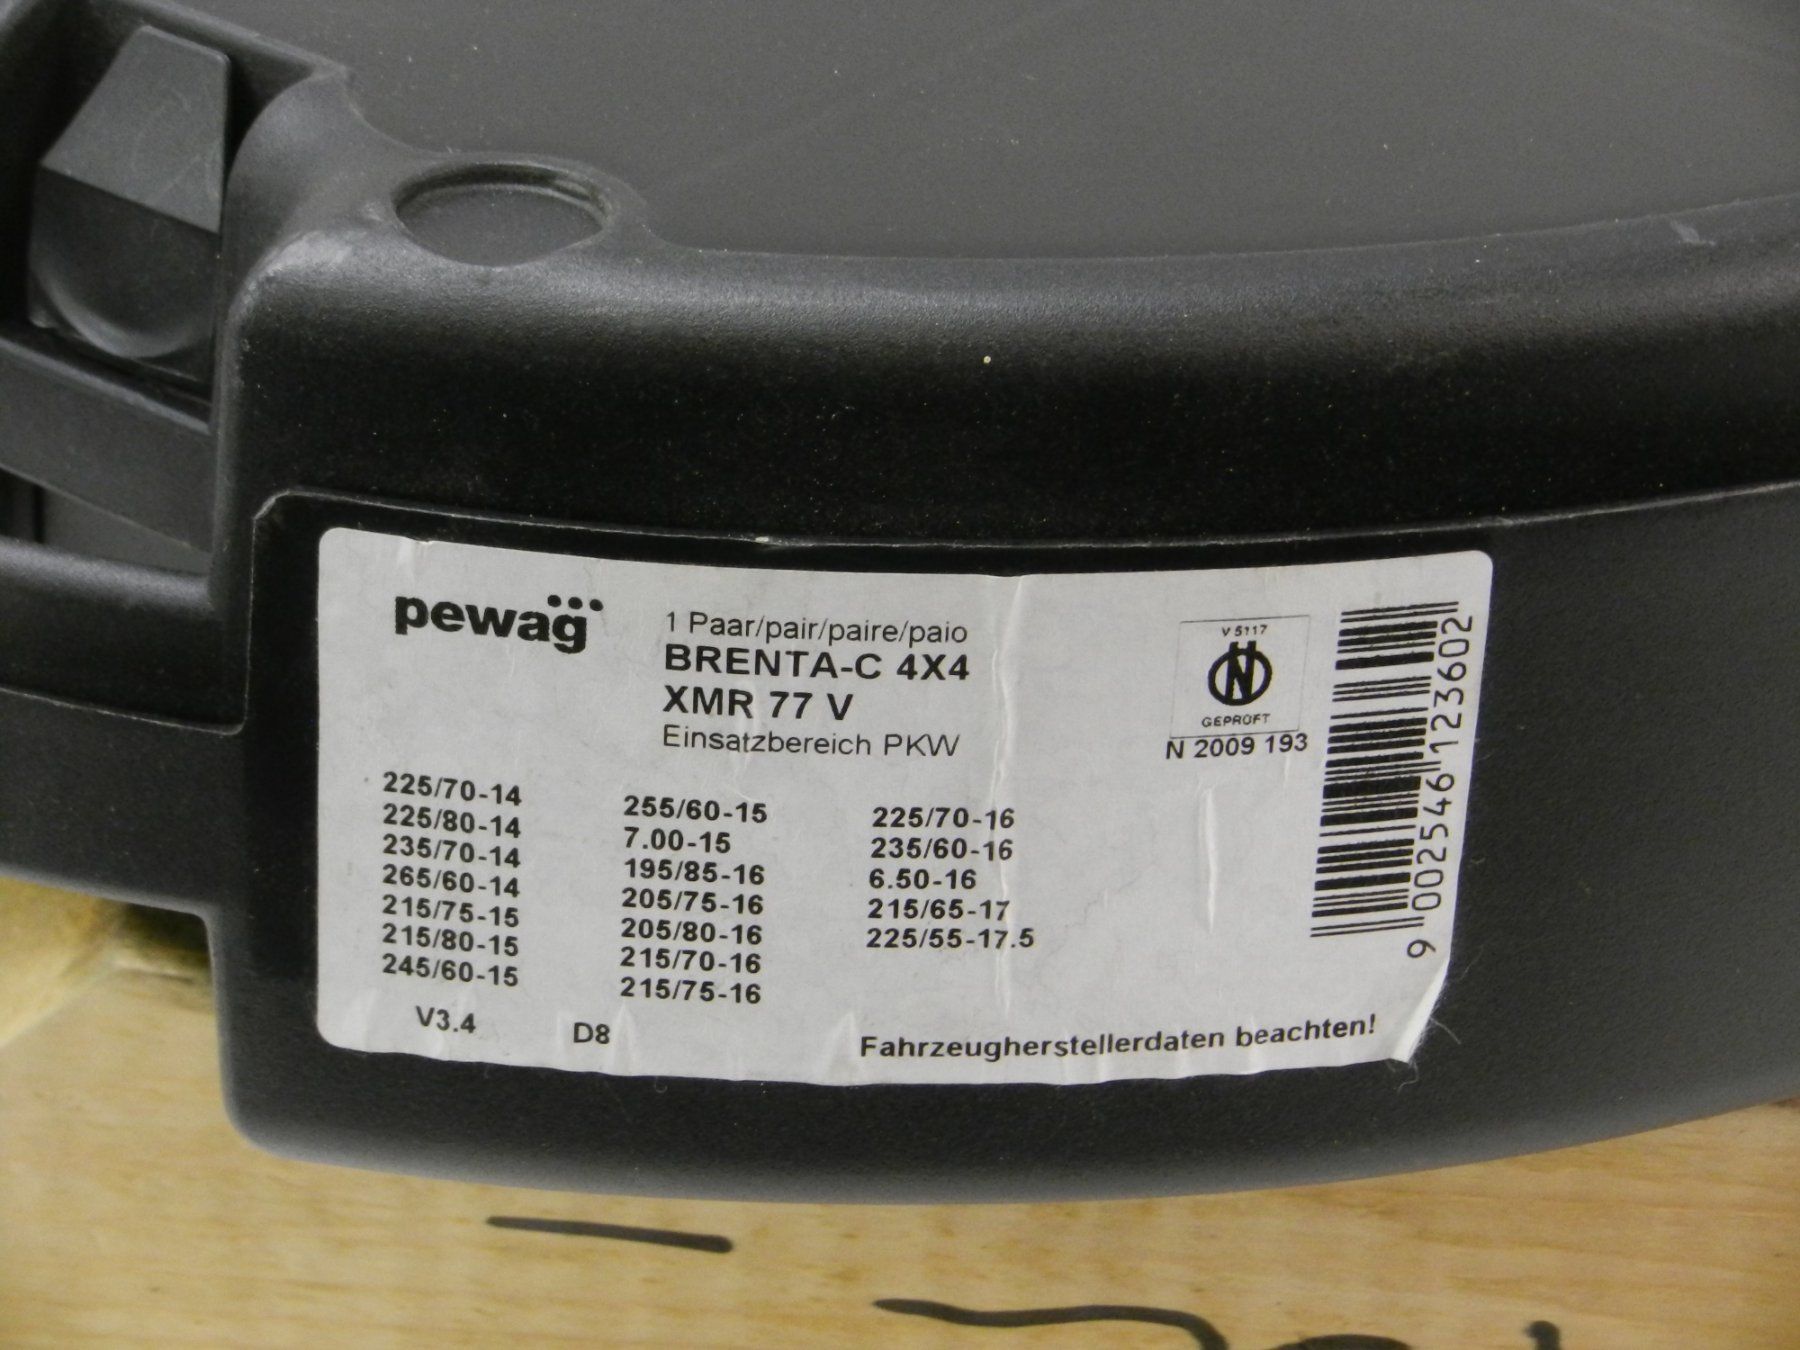 pewag
1 Paar/pair/paire/paio
BRENTA-C 4X4
XMR 77 V
Einsatzbereich PKW
V 5117
N
GEPRÜFT
N 2009 193
225/70-14
225/80-14
235/70-14
265/60-14
215/75-15
215/80-15
245/60-15
255/60-15
7.00-15
195/85-16
205/75-16
205/80-16
215/70-16
215/75-16
225/70-16
235/60-16
6.50-16
215/65-17
225/55-17.5
V3.4
D8
Fahrzeugherstellerdaten beachten!
9 002546 123602